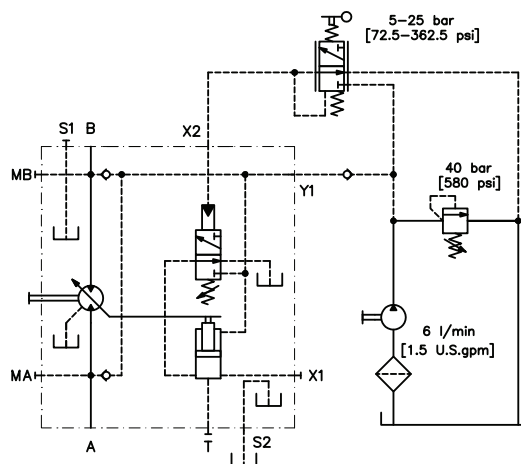 5-25 bar
[72.5-362.5 psi]
S1
B
X2
MB
Y1
40 bar
[580 psi]
6 l/min
[1.5 U.S.gpm]
MA
X1
A
T
S2